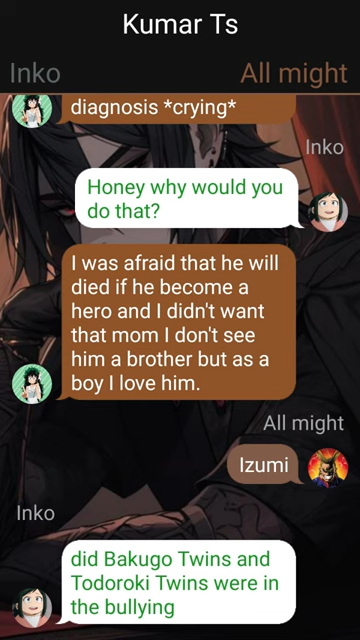 Kumar Ts
Inko
All might
diagnosis *crying*
Inko
Honey why would you
do that?
I was afraid that he will
died if he become a
hero and I didn't want
that mom I don't see
him a brother but as a
boy I love him.
All might
Izumi
Inko
did Bakugo Twins and
Todoroki Twins were in
the bullying